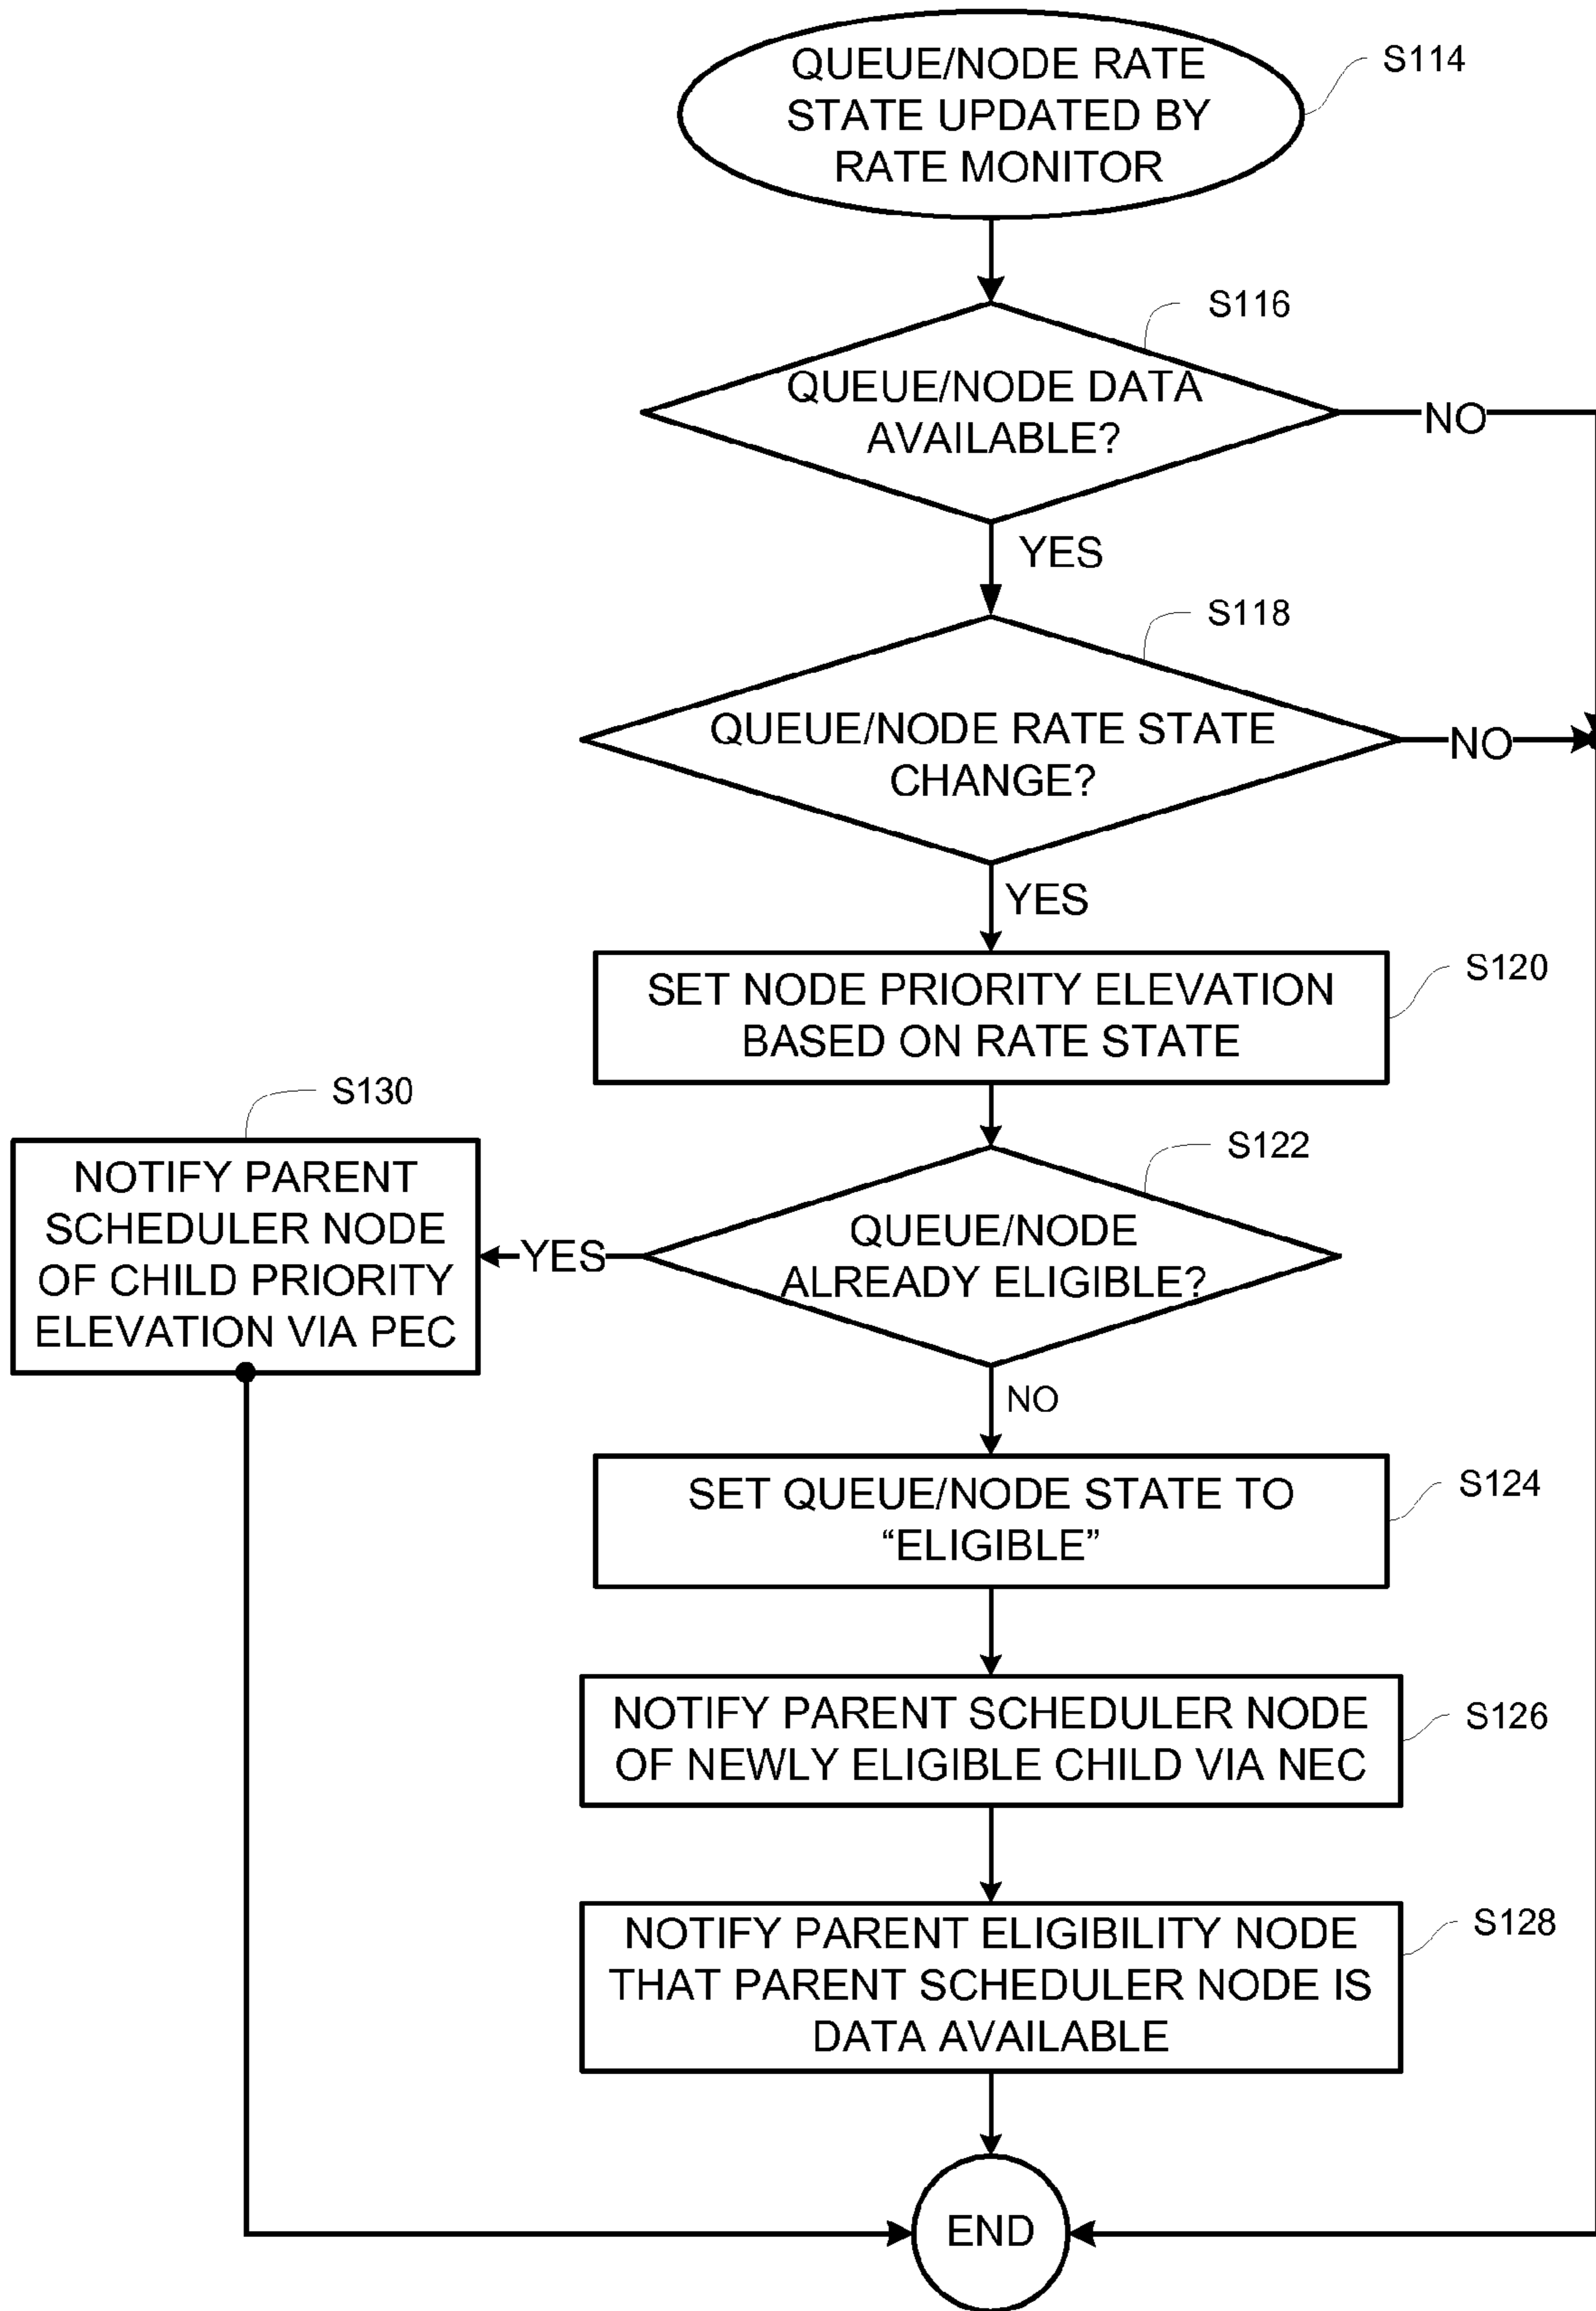 QUEUE/NODE RATE
STATE UPDATED BY
RATE MONITOR
S114
S116
QUEUE/NODE DATA
AVAILABLE?
NO
YES
S118
QUEUE/NODE RATE STATE
CHANGE?
NO
YES
SET NODE PRIORITY ELEVATION
BASED ON RATE STATE
S120
S130
NOTIFY PARENT
SCHEDULER NODE
OF CHILD PRIORITY
ELEVATION VIA PEC
S122
QUEUE/NODE
ALREADY ELIGIBLE?
YES
NO
SET QUEUE/NODE STATE TO
“ELIGIBLE”
S124
NOTIFY PARENT SCHEDULER NODE
OF NEWLY ELIGIBLE CHILD VIA NEC
S126
NOTIFY PARENT ELIGIBILITY NODE
THAT PARENT SCHEDULER NODE IS
DATA AVAILABLE
S128
END